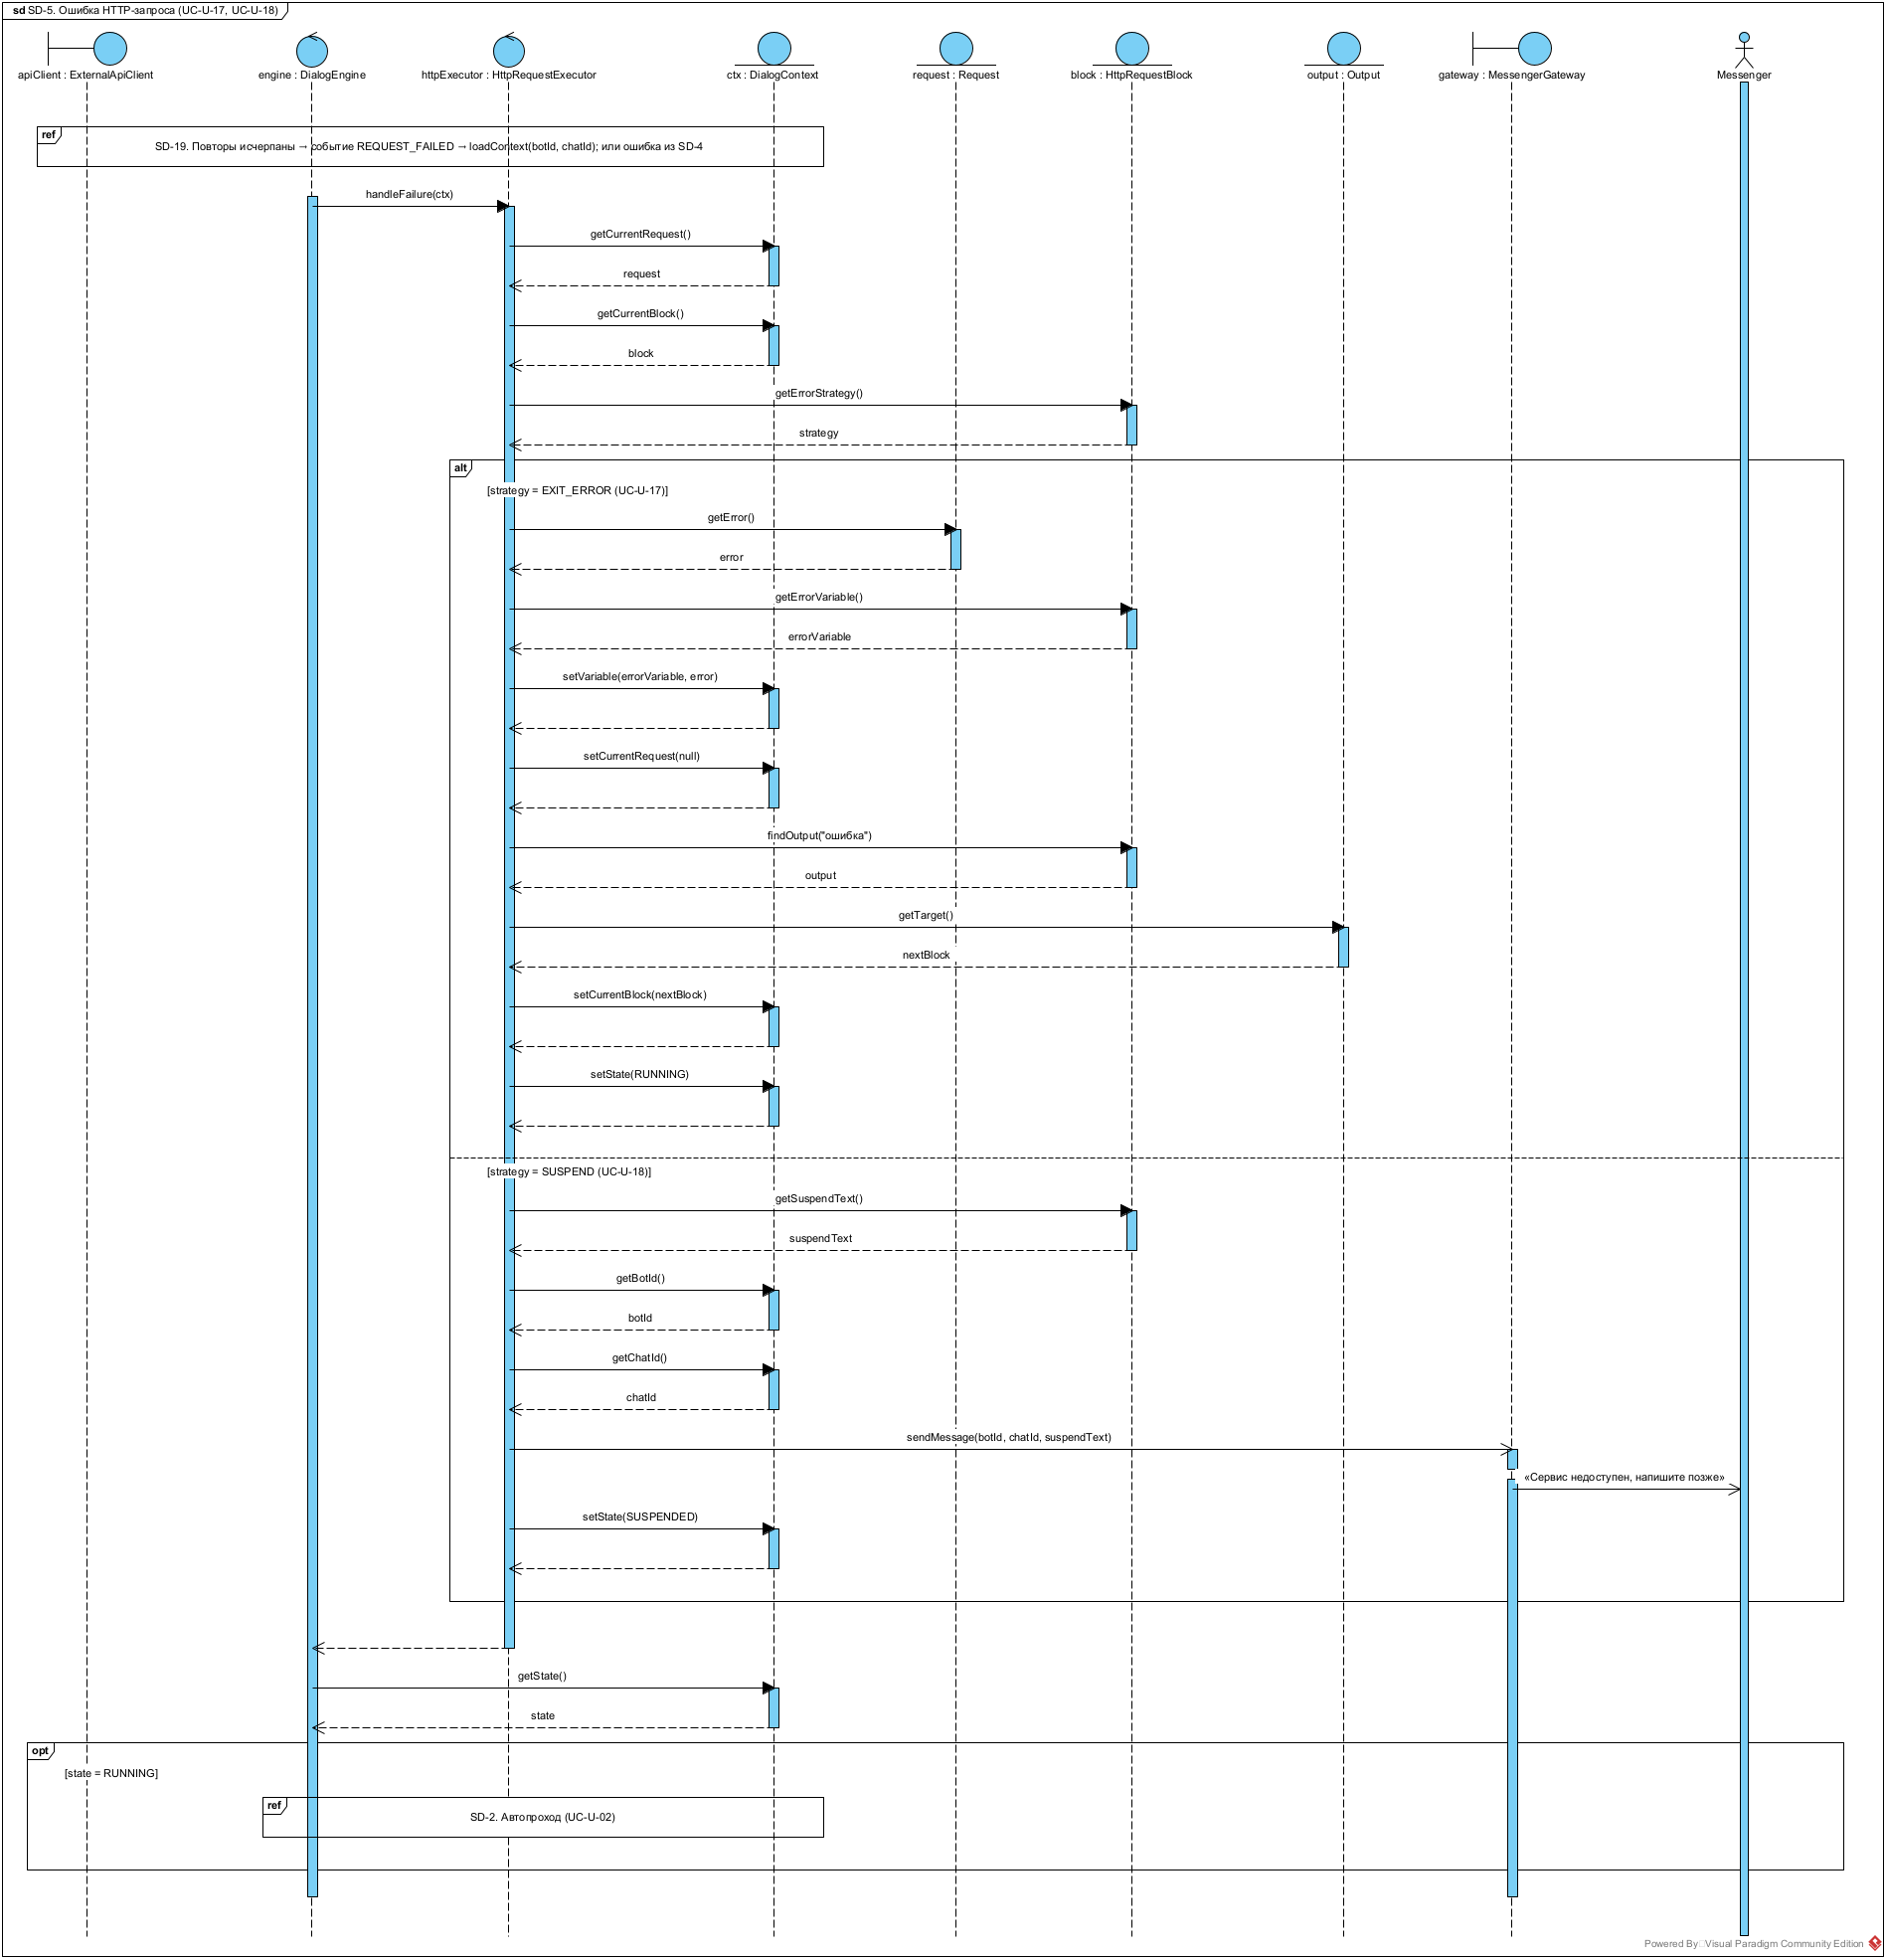 sd SD-5. Ошибка HTTP-запроса (UC-U-17, UC-U-18)
apiClient : ExternalApiClient
engine : DialogEngine
httpExecutor : HttpRequestExecutor
ctx : DialogContext
request : Request
block : HttpRequestBlock
output : Output
gateway : MessengerGateway
Messenger
ref
SD-19. Повторы исчерпаны → событие REQUEST_FAILED → loadContext(botId, chatId); или ошибка из SD-4
handleFailure(ctx)
getCurrentRequest()
request
getCurrentBlock()
block
getErrorStrategy()
strategy
alt
[strategy = EXIT_ERROR (UC-U-17)]
getError()
error
getErrorVariable()
errorVariable
setVariable(errorVariable, error)
setCurrentRequest(null)
findOutput("ошибка")
output
getTarget()
nextBlock
setCurrentBlock(nextBlock)
setState(RUNNING)
[strategy = SUSPEND (UC-U-18)]
getSuspendText()
suspendText
getBotId()
botId
getChatId()
chatId
sendMessage(botId, chatId, suspendText)
«Сервис недоступен, напишите позже»
setState(SUSPENDED)
getState()
state
opt
[state = RUNNING]
ref
SD-2. Автопроход (UC-U-02)
Powered By Visual Paradigm Community Edition